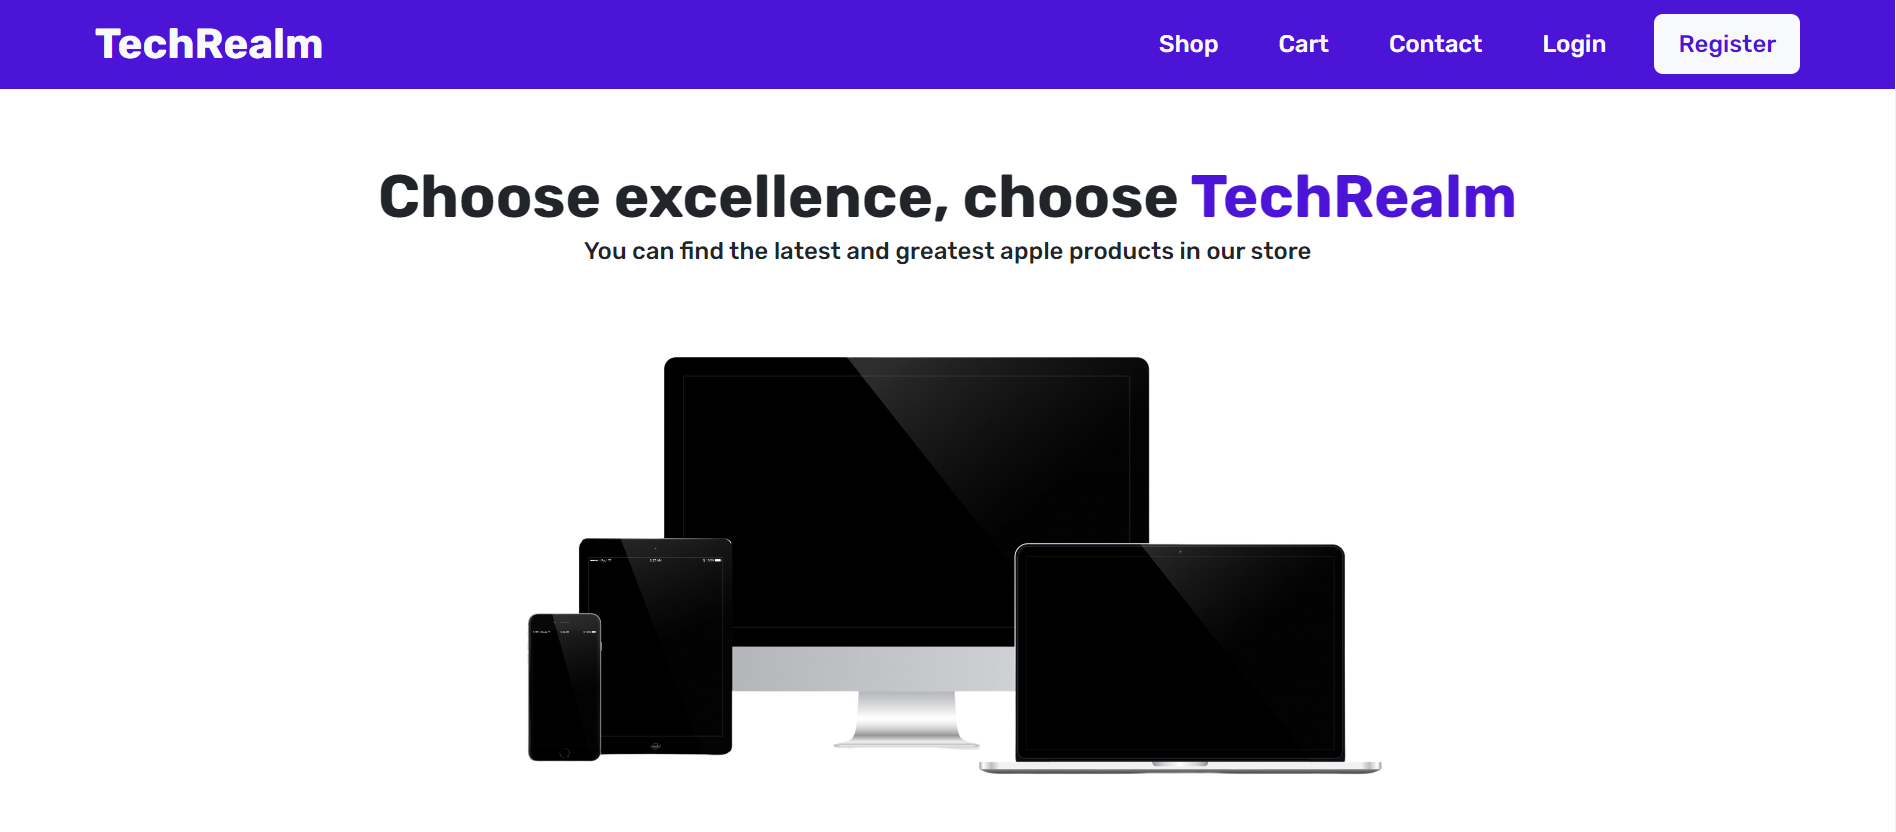 TechRealm
Shop Cart Contact Login Register
Choose excellence, choose TechRealm
You can find the latest and greatest apple products in our store